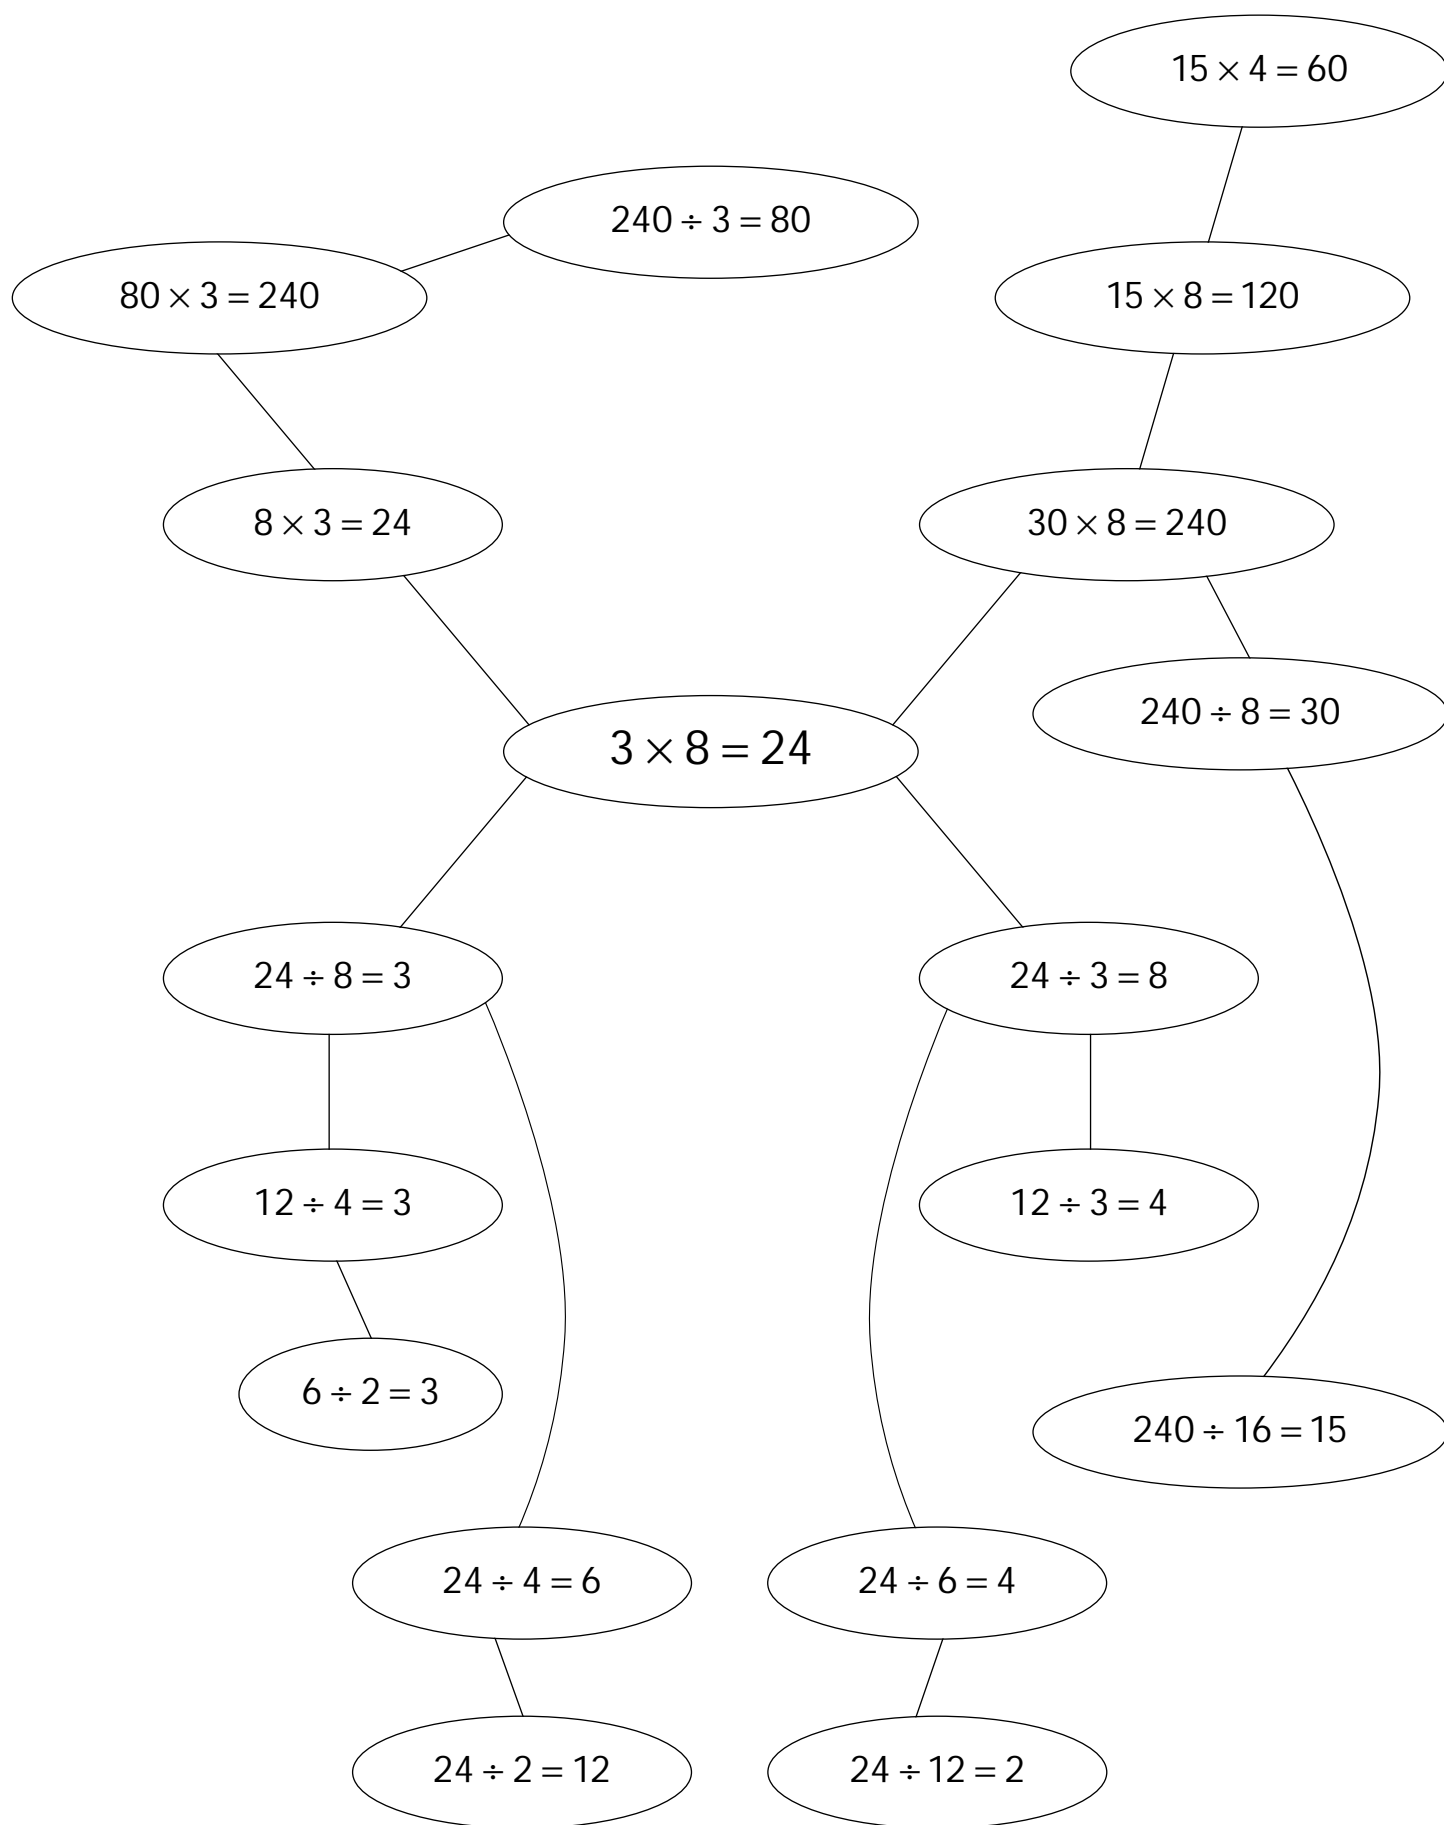 15 × 4 = 60
240 ÷ 3 = 80
80 × 3 = 240
15 × 8 = 120
8 × 3 = 24
30 × 8 = 240
240 ÷ 8 = 30
3 × 8 = 24
24 ÷ 8 = 3
24 ÷ 3 = 8
12 ÷ 4 = 3
12 ÷ 3 = 4
6 ÷ 2 = 3
240 ÷ 16 = 15
24 ÷ 4 = 6
24 ÷ 6 = 4
24 ÷ 2 = 12
24 ÷ 12 = 2